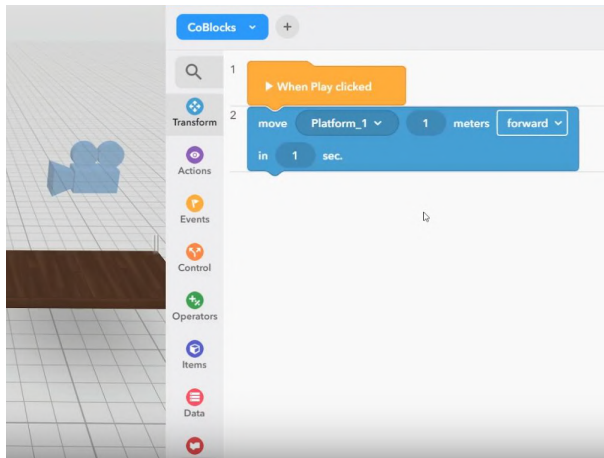 CoBlocks
+
1
When Play clicked
Transform
2
move Platform_1 1 meters forward
in 1 sec.
Actions
Events
Control
Operators
Items
Data